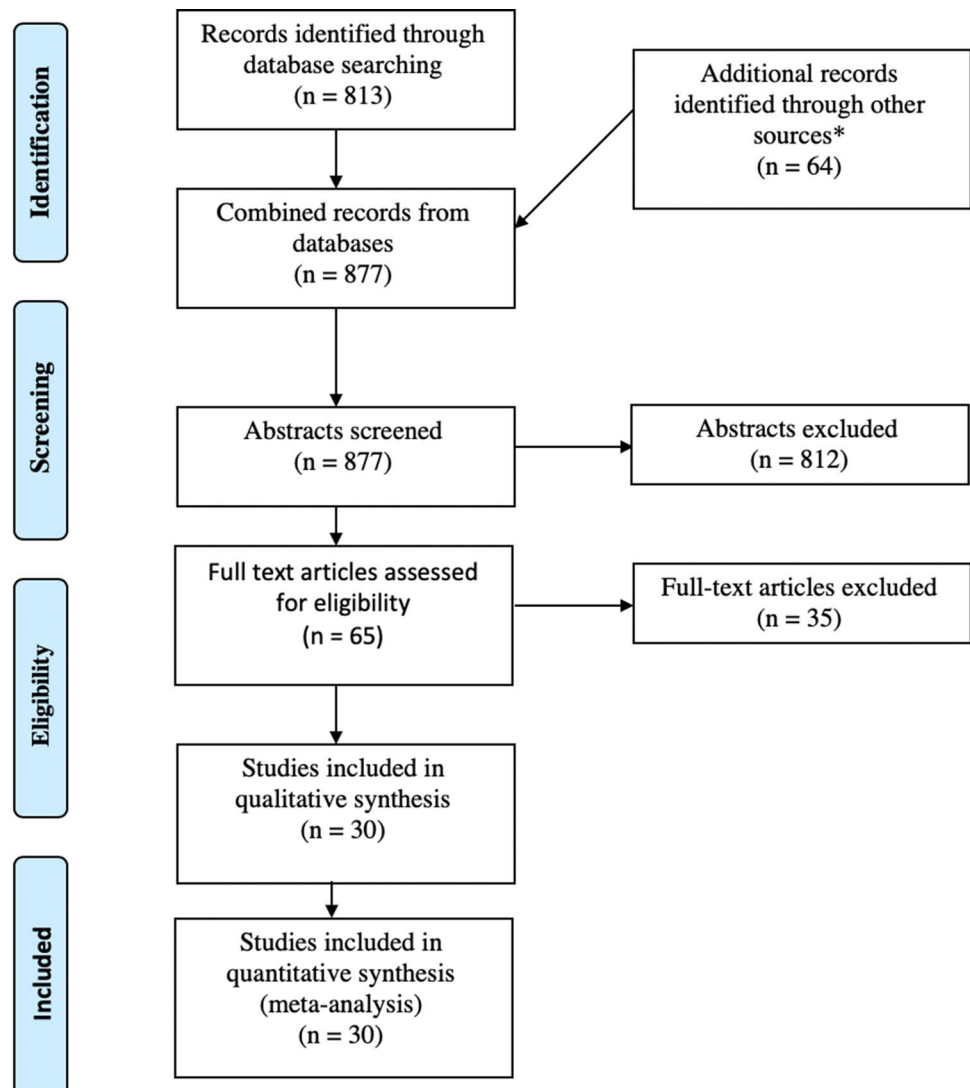 Identification
Records identified through
database searching
(n = 813)
Additional records
identified through other
sources*
(n = 64)
Combined records from
databases
(n = 877)
Screening
Abstracts screened
(n = 877)
Abstracts excluded
(n = 812)
Eligibility
Full text articles assessed
for eligibility
(n = 65)
Full-text articles excluded
(n = 35)
Studies included in
qualitative synthesis
(n = 30)
Included
Studies included in
quantitative synthesis
(meta-analysis)
(n = 30)